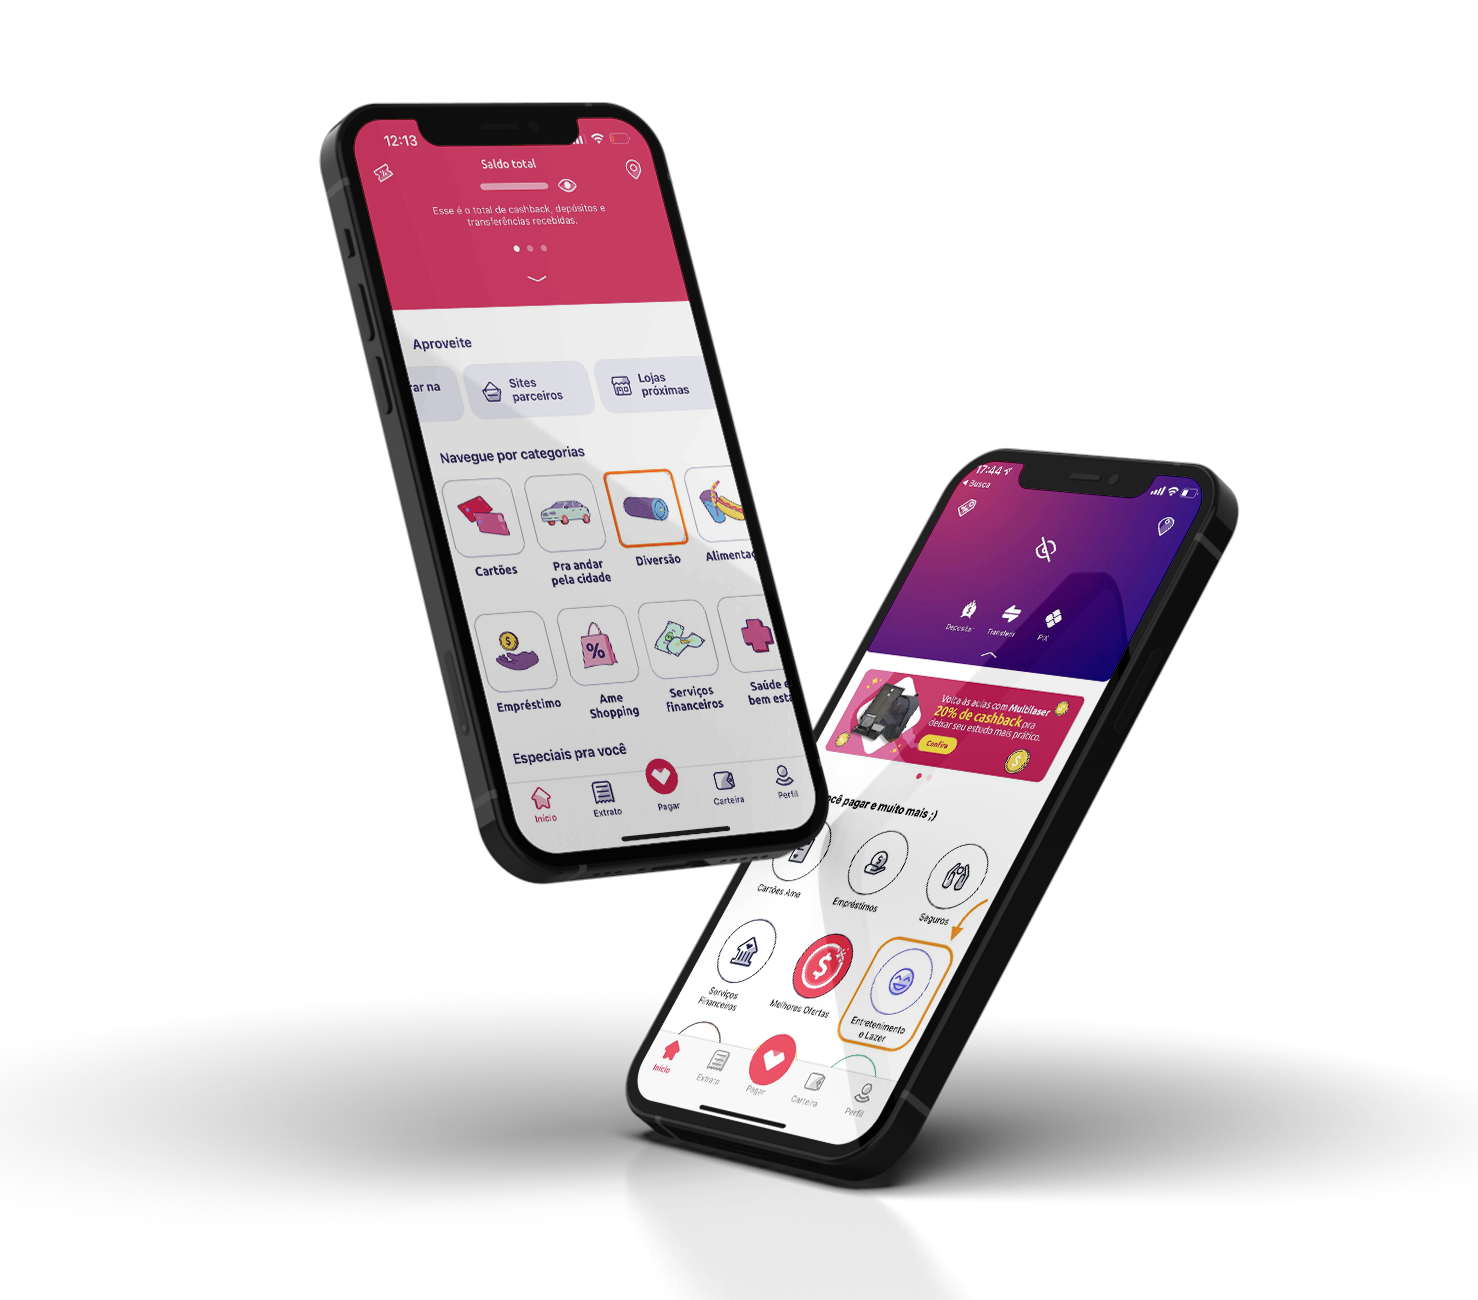 12:13
Saldo total
Esse é o total de cashback, depósitos e
transferências recebidas.
Aproveite
rar na
Sites
parceiros
Lojas
próximas
Navegue por categorias
Cartões
Pra andar
pela cidade
Diversão
Alimentaç
%
Empréstimo
Ame
Shopping
Serviços
financeiros
Saúde e
bem esta
Especiais pra você
Início
Extrato
Pagar
Carteira
Perfil
17:44
Busca
Depositar
Transferir
PIX
Volta às aulas com Multilaser
20% de cashback pra
deixar seu estudo mais prático.
Confira
ocê pagar e muito mais ;)
Cartões Ame
Empréstimos
Seguros
Serviços
Financeiros
Melhores Ofertas
Entretenimento
e Lazer
Início
Extrato
Pagar
Carteira
Perfil